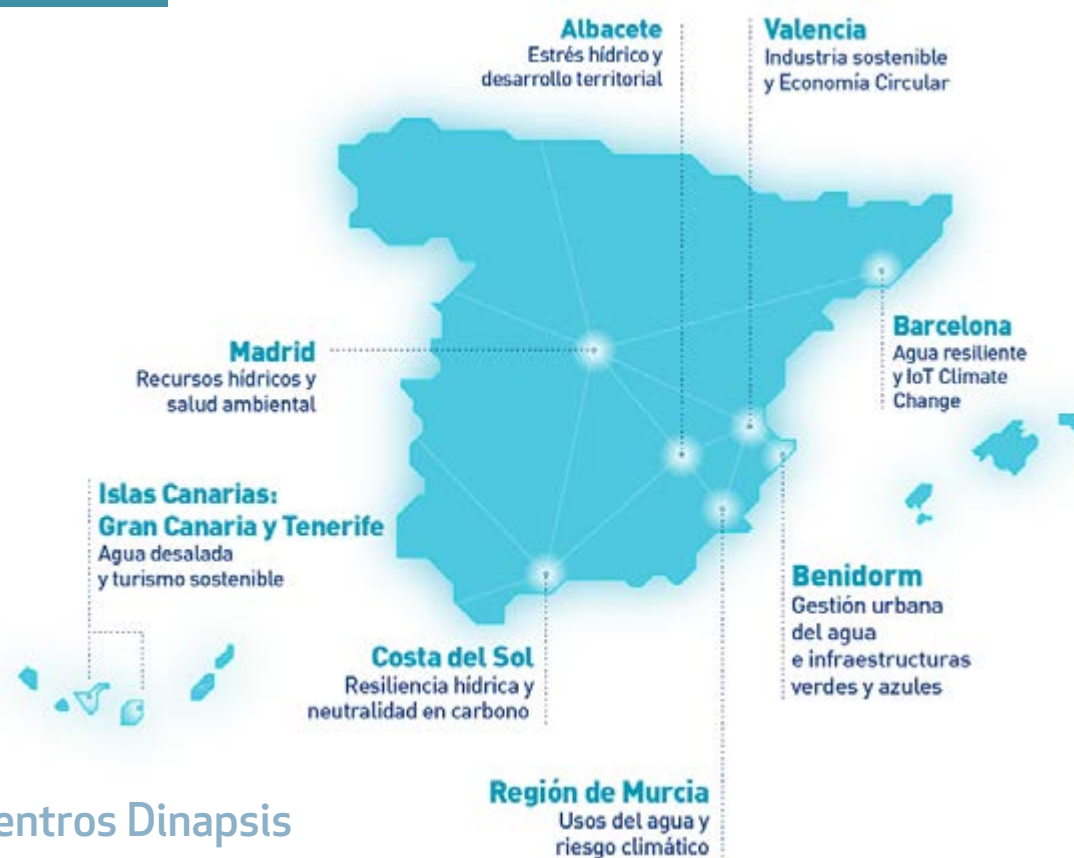 Albacete
Estrés hídrico y
desarrollo territorial
Valencia
Industria sostenible
y Economía Circular
Madrid
Recursos hídricos y
salud ambiental
Barcelona
Agua resiliente
y IoT Climate
Change
Islas Canarias:
Gran Canaria y Tenerife
Agua desalada
y turismo sostenible
Costa del Sol
Resiliencia hídrica y
neutralidad en carbono
Benidorm
Gestión urbana
del agua
e infraestructuras
verdes y azules
Región de Murcia
Usos del agua y
riesgo climático
entros Dinapsis